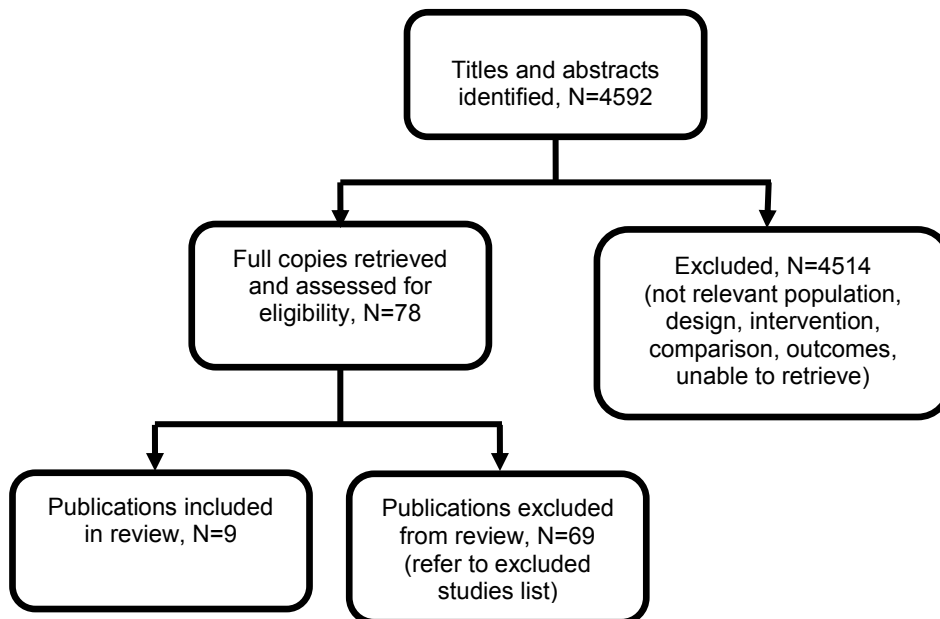 Titles and abstracts
identified, N=4592
Full copies retrieved
and assessed for
eligibility, N=78
Excluded, N=4514
(not relevant population,
design, intervention,
comparison, outcomes,
unable to retrieve)
Publications included
in review, N=9
Publications excluded
from review, N=69
(refer to excluded
studies list)